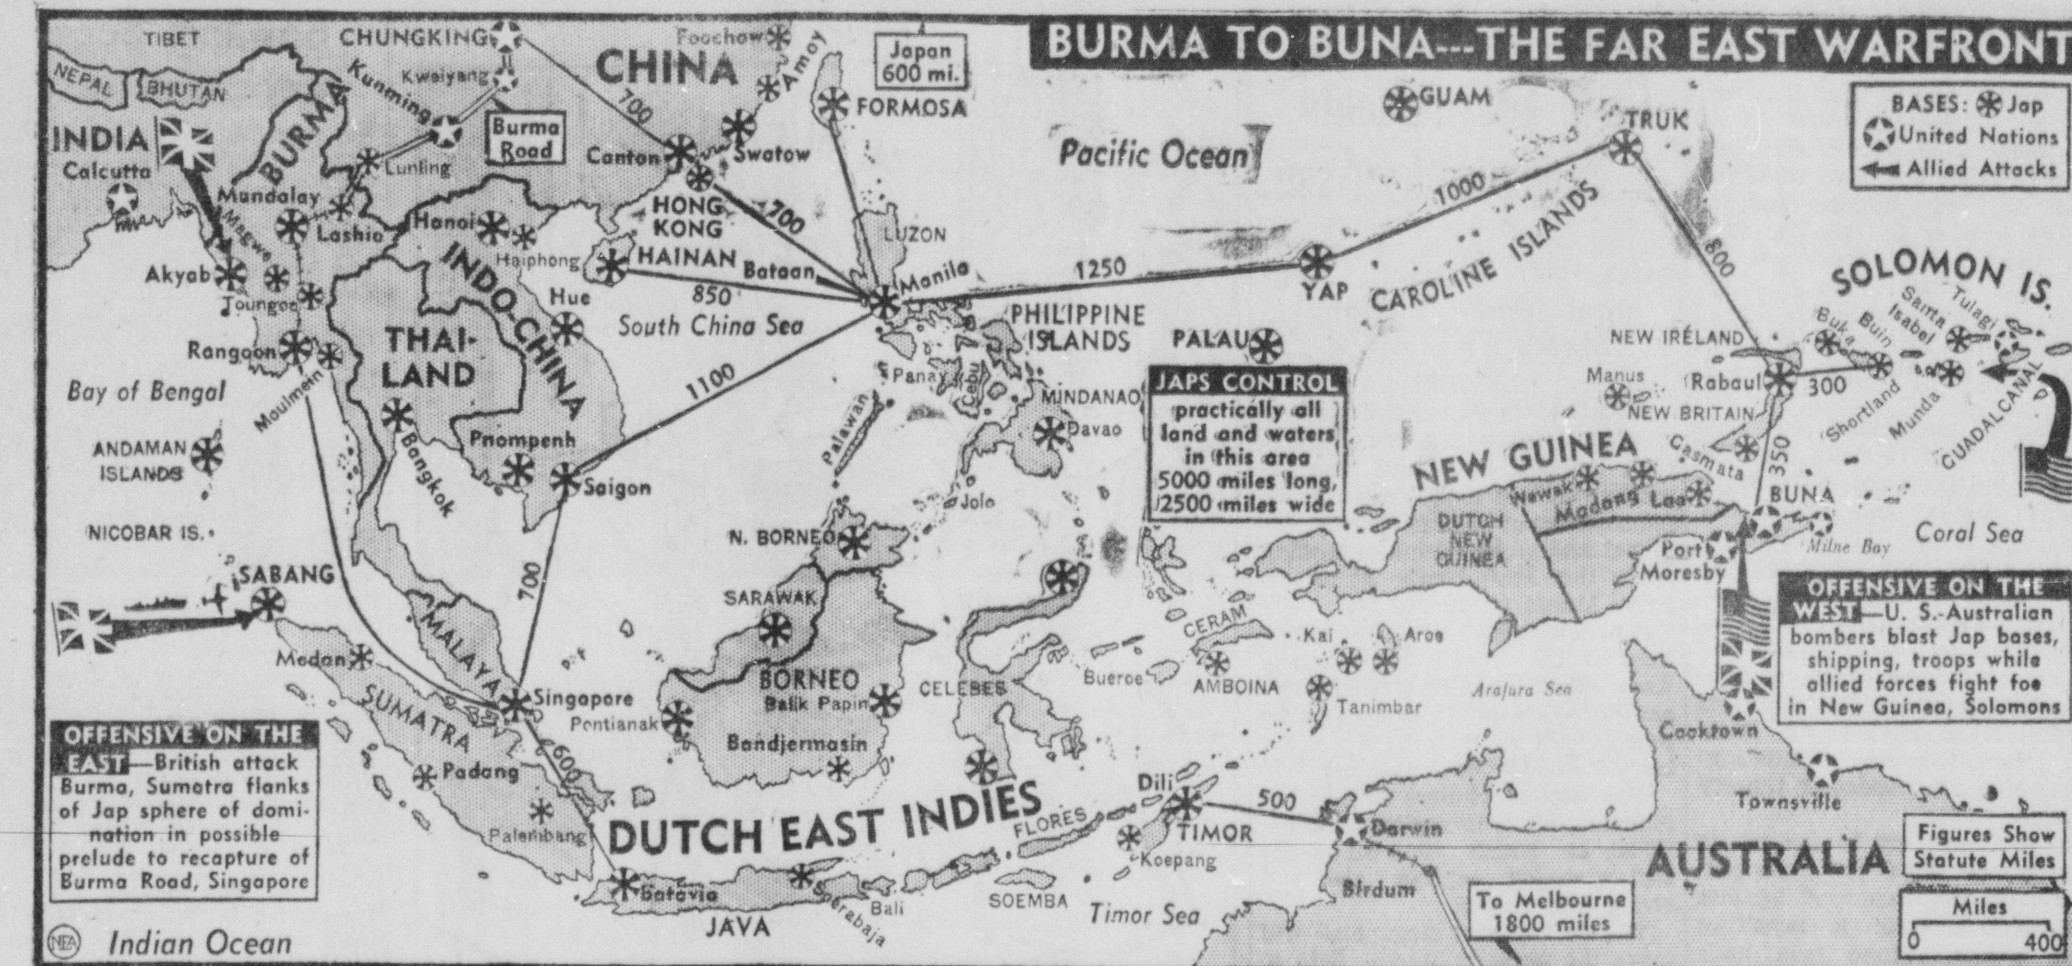 BURMA TO BUNA---THE FAR EAST WARFRONT
TIBET
CHUNGKING
Foochow
Amoy
Japan
600 mi.
NEPAL
BHUTAN
Kunming
Kweiyang
CHINA
700
FORMOSA
GUAM
TRUK
BASES: Jap
United Nations
Allied Attacks
INDIA
BURMA
Burma
Road
Canton
Swatow
Pacific Ocean
Calcutta
Lunling
Mandalay
Magwe
Lashio
Hanoi
Haiphong
HONG
KONG
700
LUZON
1000
CAROLINE ISLANDS
800
Akyab
Toungoo
INDO-CHINA
HAINAN
Bataan
Manila
1250
YAP
SOLOMON IS.
850
Hue
South China Sea
PHILIPPINE
ISLANDS
PALAU
NEW IRELAND
Buka
Buin
Santa
Isabel
Tulagi
Rangoon
Moulmein
THAI-
LAND
Bay of Bengal
1100
Panay
Cebu
MINDANAO
Manus
Rabaul
300
NEW BRITAIN
Shortland
Munda
GUADALCANAL
JAPS CONTROL
practically all
land and waters
in this area
5000 miles long,
2500 miles wide
ANDAMAN
ISLANDS
Bangkok
Pnompenh
Saigon
Palawan
Davao
Jolo
NEW GUINEA
Gasmata
350
Wewak
Madang
Lae
BUNA
DUTCH
NEW
GUINEA
Port
Moresby
Milne Bay
Coral Sea
NICOBAR IS.
SABANG
700
N. BORNEO
SARAWAK
MALAYA
Medan
SUMATRA
Singapore
Pontianak
BORNEO
Balik Papin
Bandjermasin
CELEBES
CERAM
Bueroe
AMBOINA
Kai
Aroe
Tanimbar
Arafura Sea
OFFENSIVE ON THE
WEST—U. S.-Australian
bombers blast Jap bases,
shipping, troops while
allied forces fight foe
in New Guinea, Solomons
Cooktown
Townsville
OFFENSIVE ON THE
EAST—British attack
Burma, Sumatra flanks
of Jap sphere of domi-
nation in possible
prelude to recapture of
Burma Road, Singapore
Padang
600
Palembang
DUTCH EAST INDIES
FLORES
Dili
TIMOR
Koepang
500
Darwin
Birdum
AUSTRALIA
Figures Show
Statute Miles
Batavia
JAVA
Soerabaja
Bali
SOEMBA
Timor Sea
To Melbourne
1800 miles
Miles
0 400
NEA
Indian Ocean